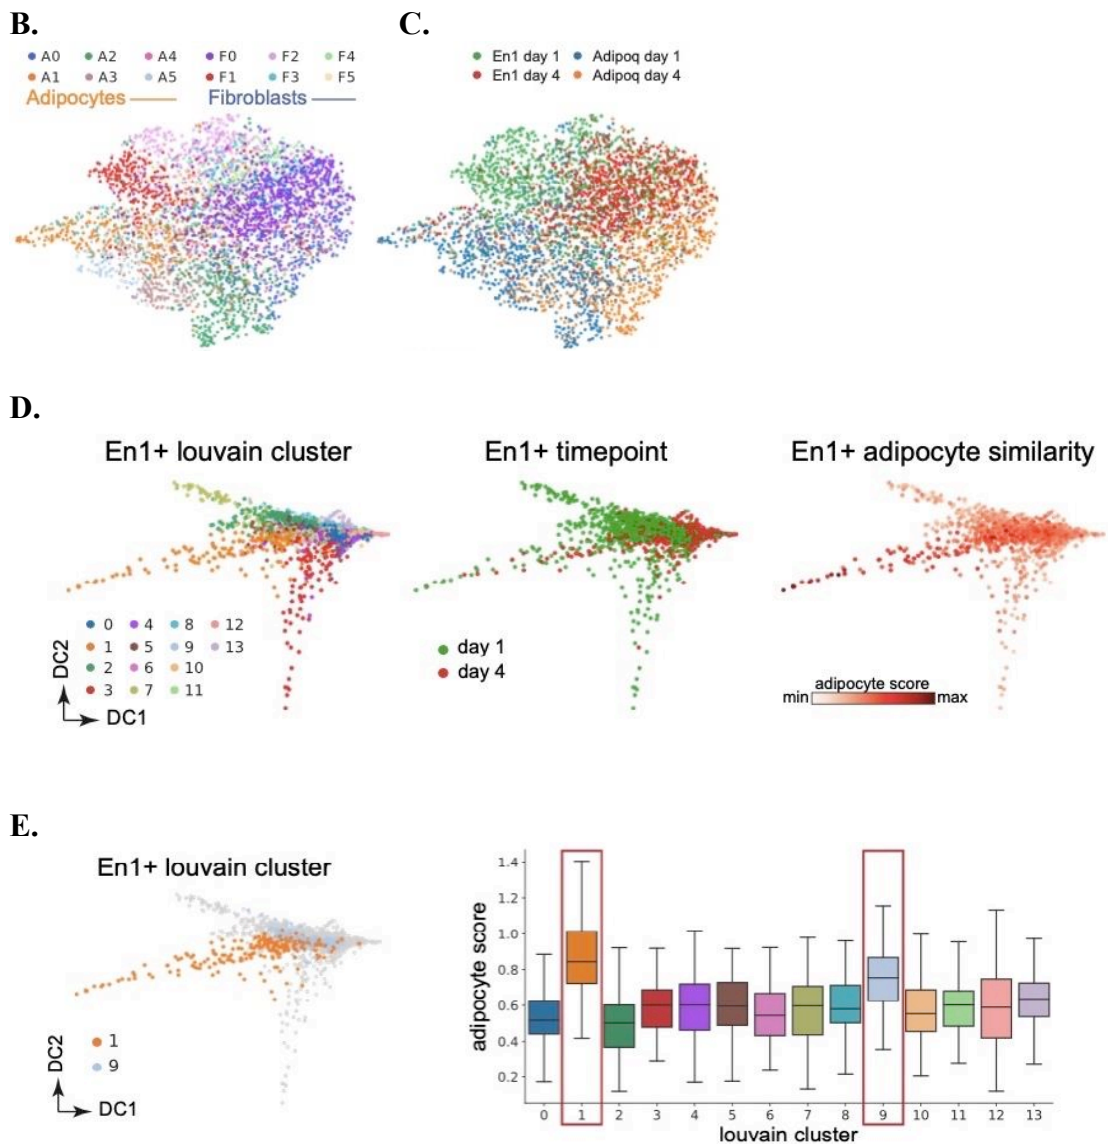 B.
A0 A2 A4 F0 F2 F4
A1 A3 A5 F1 F3 F5
Adipocytes Fibroblasts
C.
En1 day 1 Adipoq day 1
En1 day 4 Adipoq day 4
D.
En1+ louvain cluster
0 4 8 12
1 5 9 13
2 6 10
3 7 11
DC2
DC1
En1+ timepoint
day 1
day 4
En1+ adipocyte similarity
adipocyte score
min max
E.
En1+ louvain cluster
1
9
DC2
DC1
adipocyte score
1.4
1.2
1.0
0.8
0.6
0.4
0.2
0 1 2 3 4 5 6 7 8 9 10 11 12 13
louvain cluster